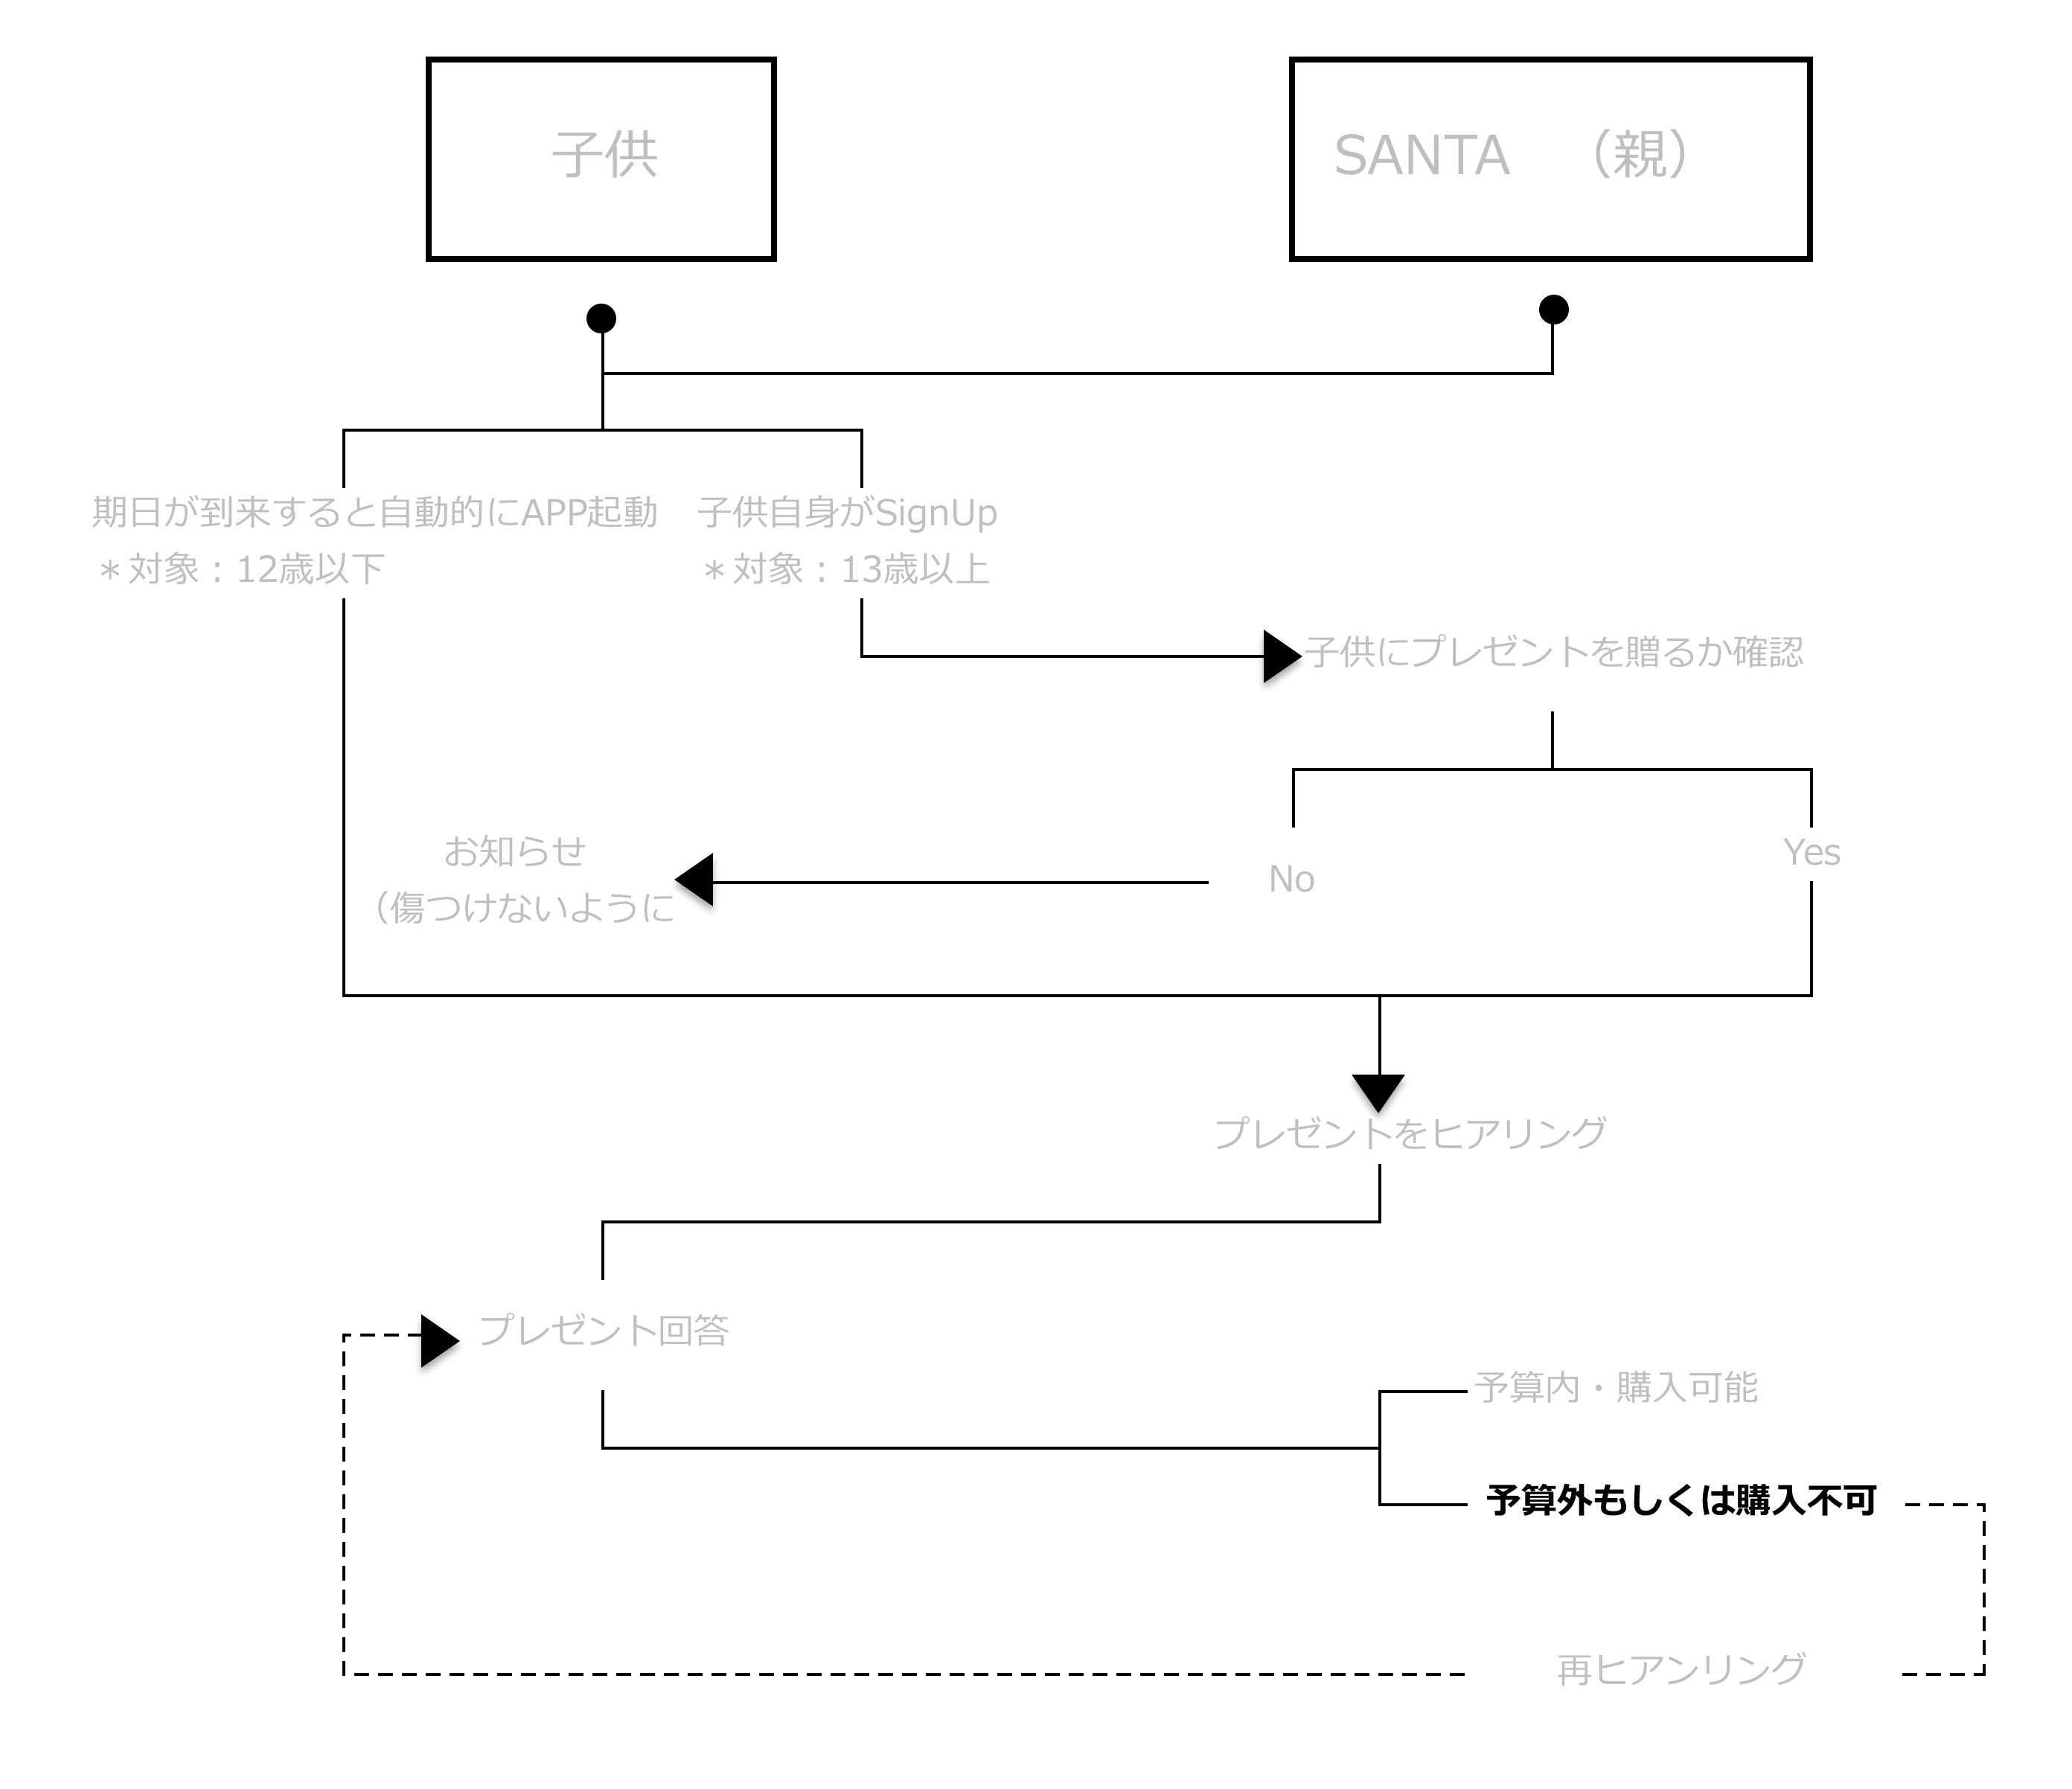 子供
SANTA （親）
期日が到来すると自動的にAPP起動
＊対象：12歳以下
子供自身がSignUp
＊対象：13歳以上
子供にプレゼントを贈るか確認
お知らせ
（傷つけないように
No
Yes
プレゼントをヒアリング
プレゼント回答
予算内・購入可能
予算外もしくは購入不可
再ヒアンリング